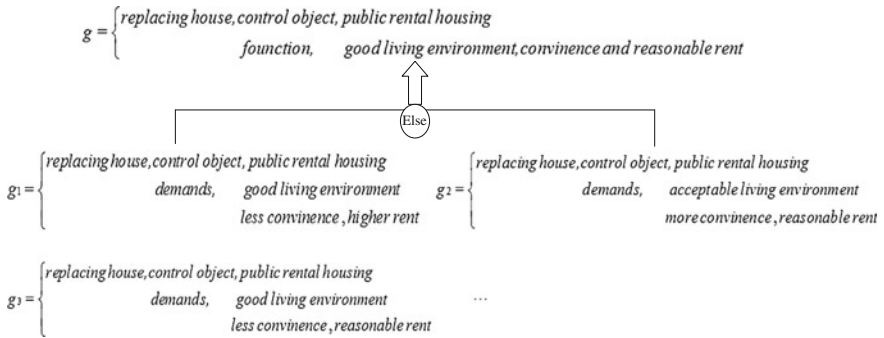 g = { replacing house, control object, public rental housing
founction, good living environment, convinence and reasonable rent
Else
g1 = { replacing house, control object, public rental housing
demands, good living environment
less convinence, higher rent
g2 = { replacing house, control object, public rental housing
demands, acceptable living environment
more convinence, reasonable rent
g3 = { replacing house, control object, public rental housing
demands, good living environment
less convinence, reasonable rent
...